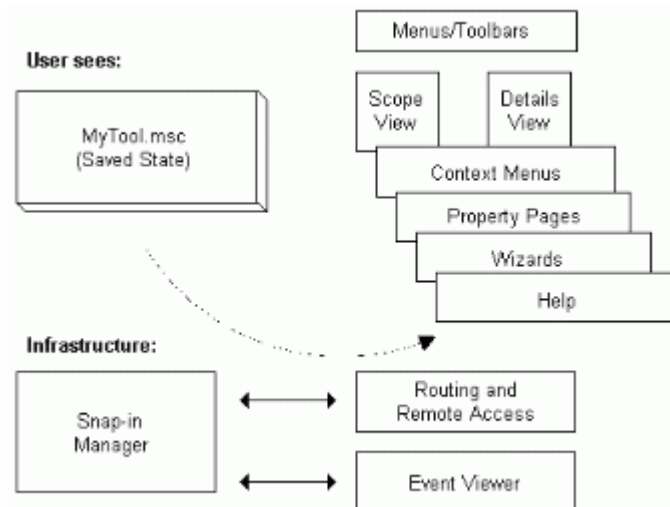 Menus/Toolbars
User sees:
MyTool.msc
(Saved State)
Scope
View
Details
View
Context Menus
Property Pages
Wizards
Help
Infrastructure:
Snap-in
Manager
Routing and
Remote Access
Event Viewer